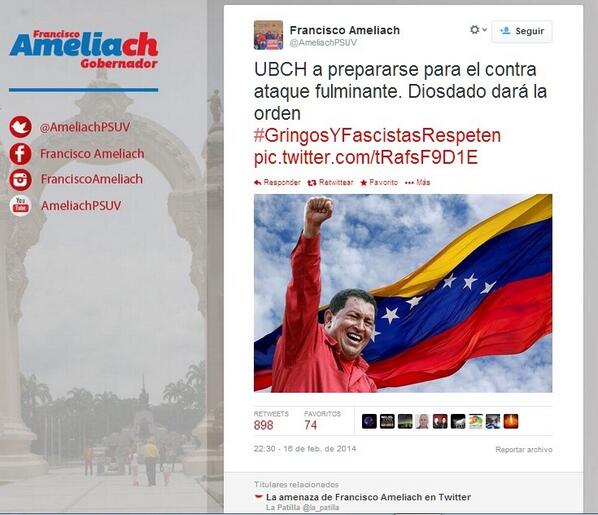 Francisco
Ameliach
Gobernador
@AmeliachPSUV
Francisco Ameliach
FranciscoAmeliach
You Tube AmeliachPSUV
Francisco Ameliach
@AmeliachPSUV
Seguir
UBCH a prepararse para el contra
ataque fulminante. Diosdado dará la
orden
#GringosYFascistasRespeten
pic.twitter.com/tRafsF9D1E
Responder Retwittear Favorito Más
RETWEETS FAVORITOS
898 74
22:30 - 16 de feb. de 2014
Reportar archivo
Titulares relacionados
La amenaza de Francisco Ameliach en Twitter
La Patilla @la_patilla